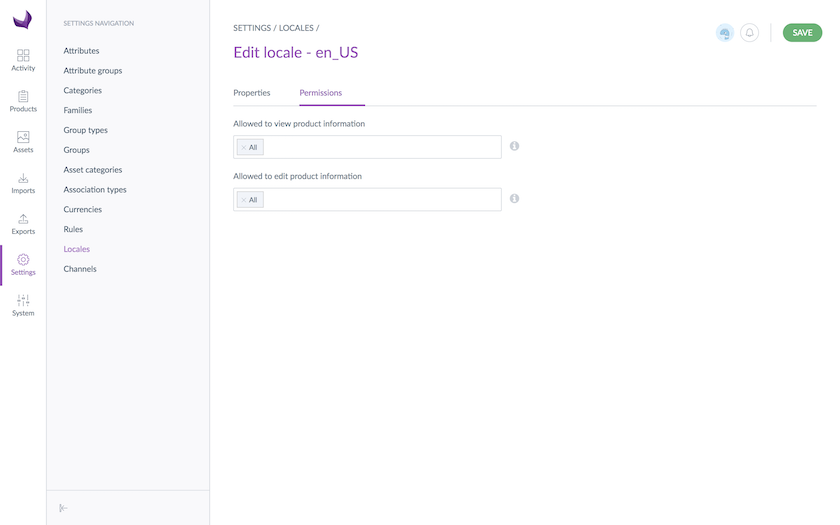 SETTINGS NAVIGATION
Activity
Products
Assets
Imports
Exports
Settings
System
Attributes
Attribute groups
Categories
Families
Group types
Groups
Asset categories
Association types
Currencies
Rules
Locales
Channels
SETTINGS / LOCALES /
SAVE
Edit locale - en_US
Properties Permissions
Allowed to view product information
× All
Allowed to edit product information
× All